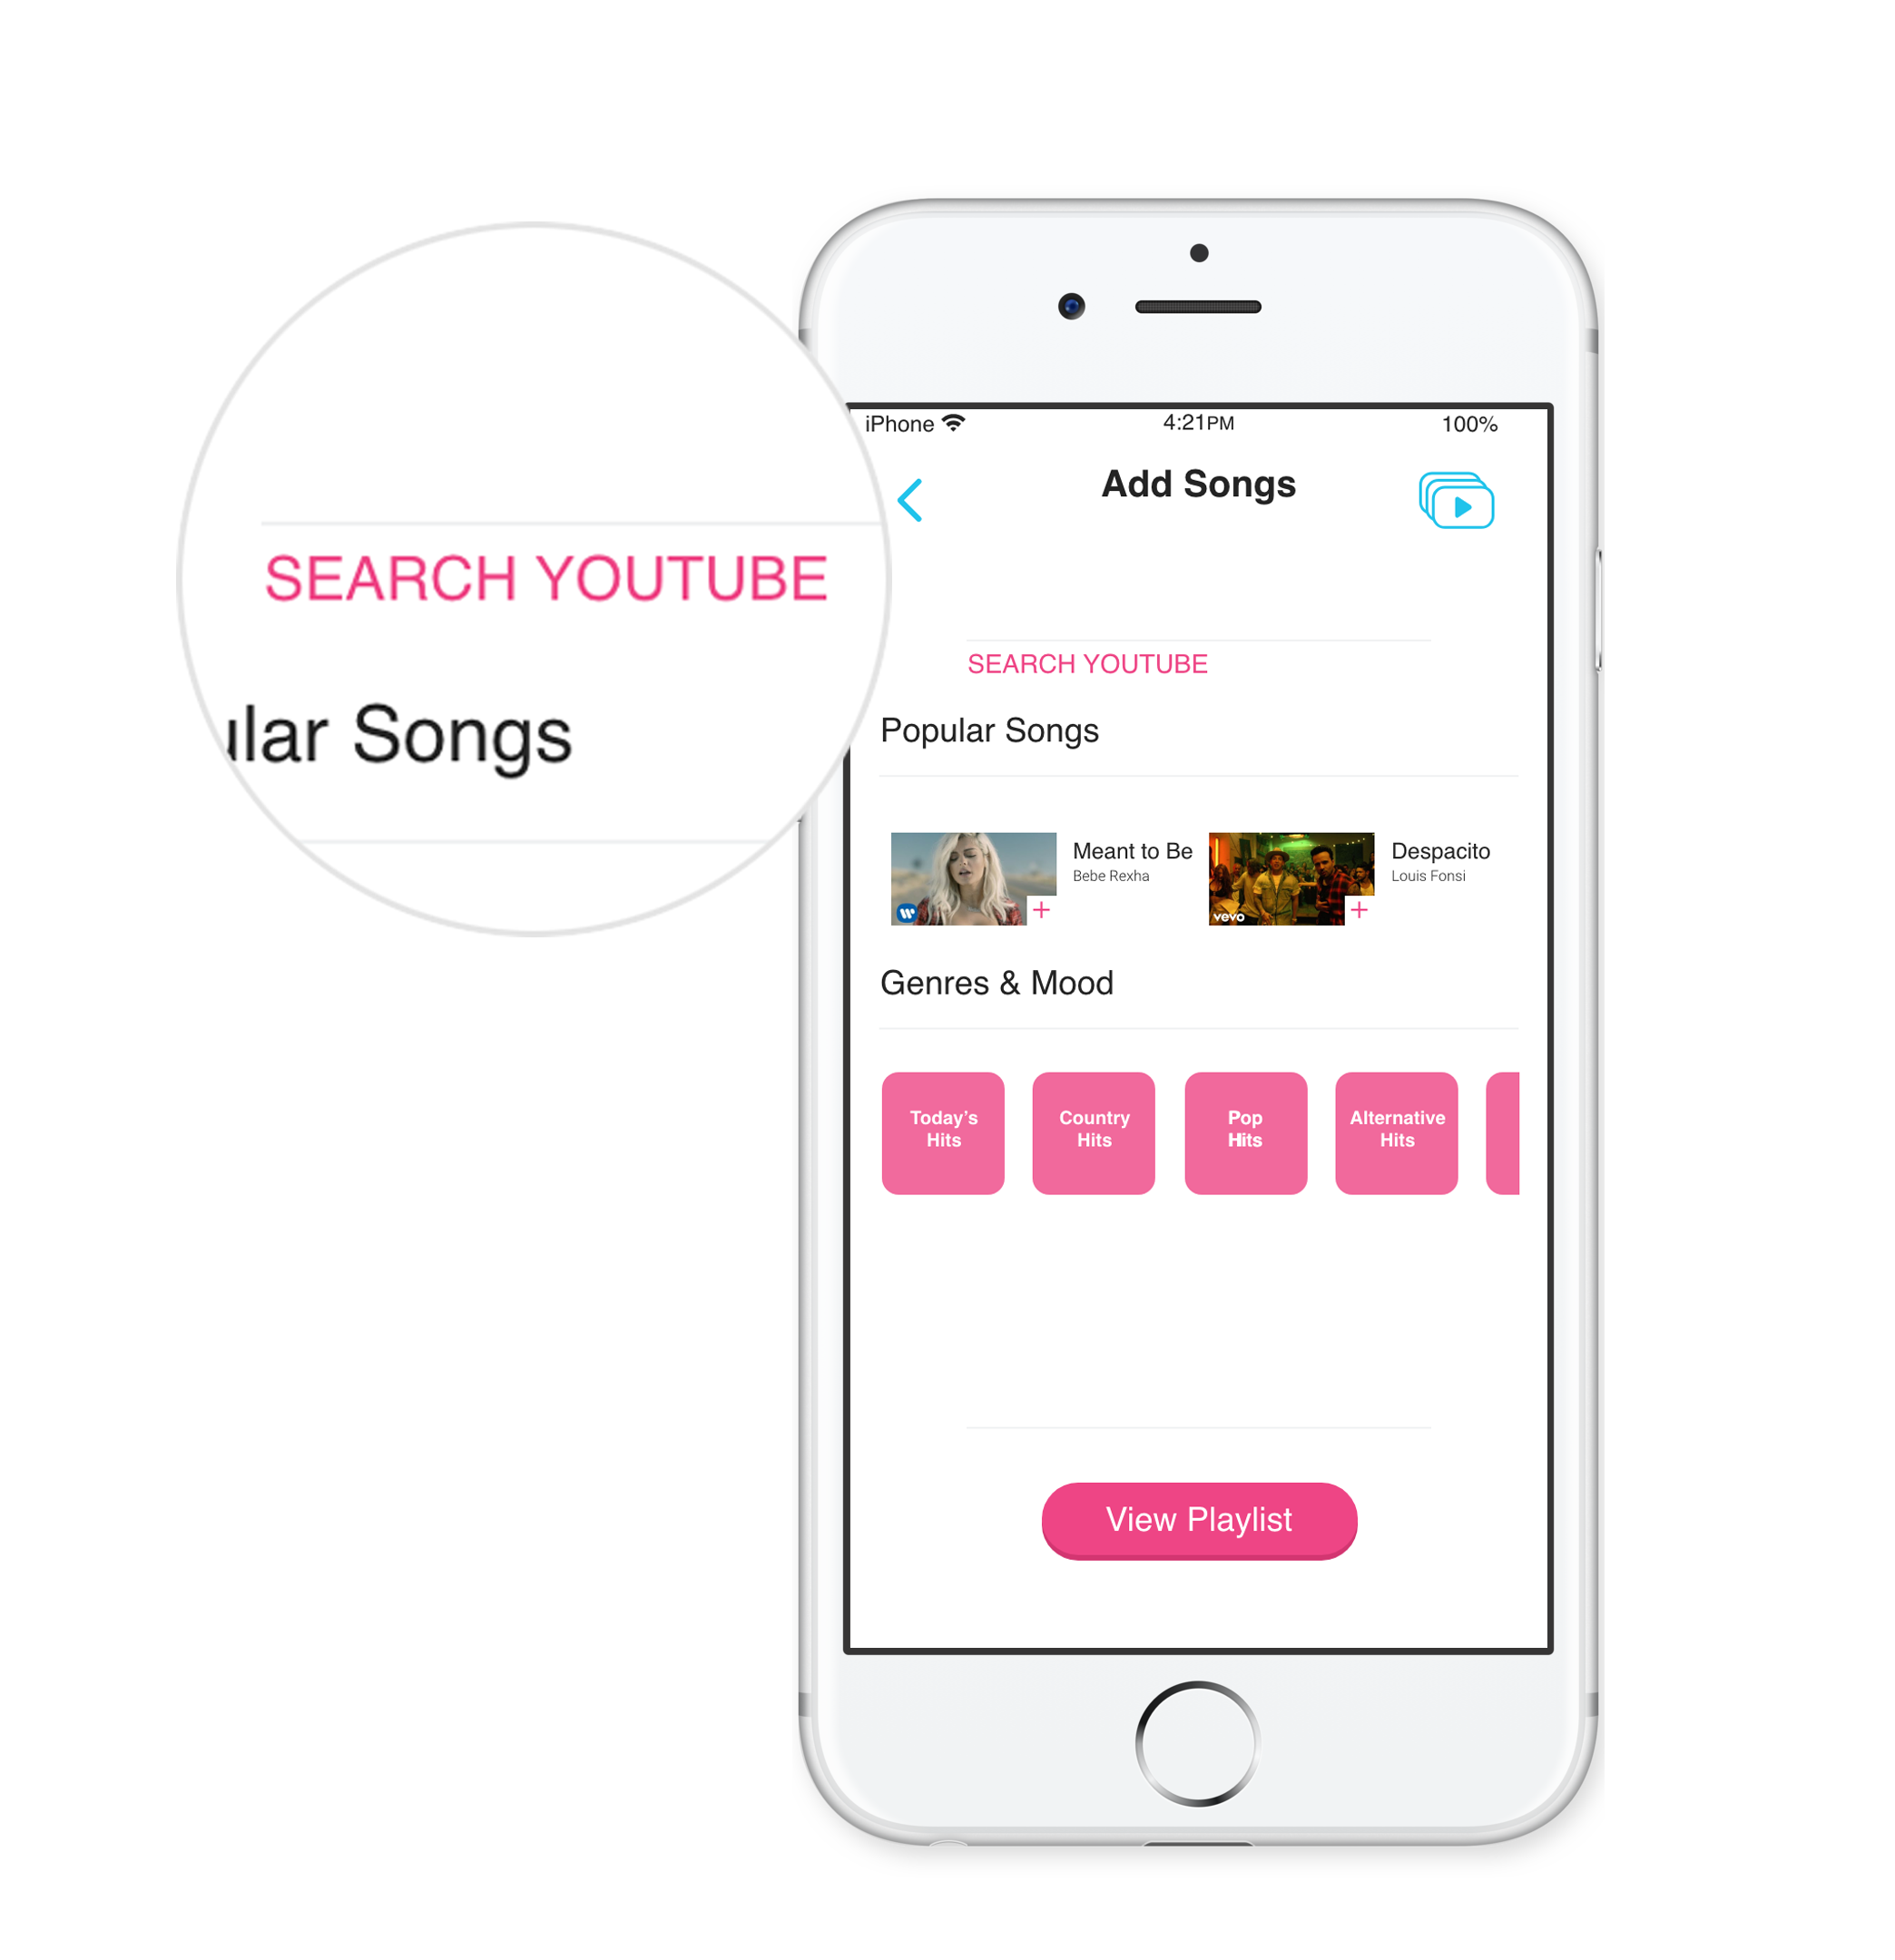 iPhone 4:21PM 100%
Add Songs
SEARCH YOUTUBE
SEARCH YOUTUBE
ular Songs
Popular Songs
Meant to Be
Bebe Rexha
vevo
Despacito
Louis Fonsi
Genres & Mood
Today's
Hits
Country
Hits
Pop
Hits
Alternative
Hits
View Playlist